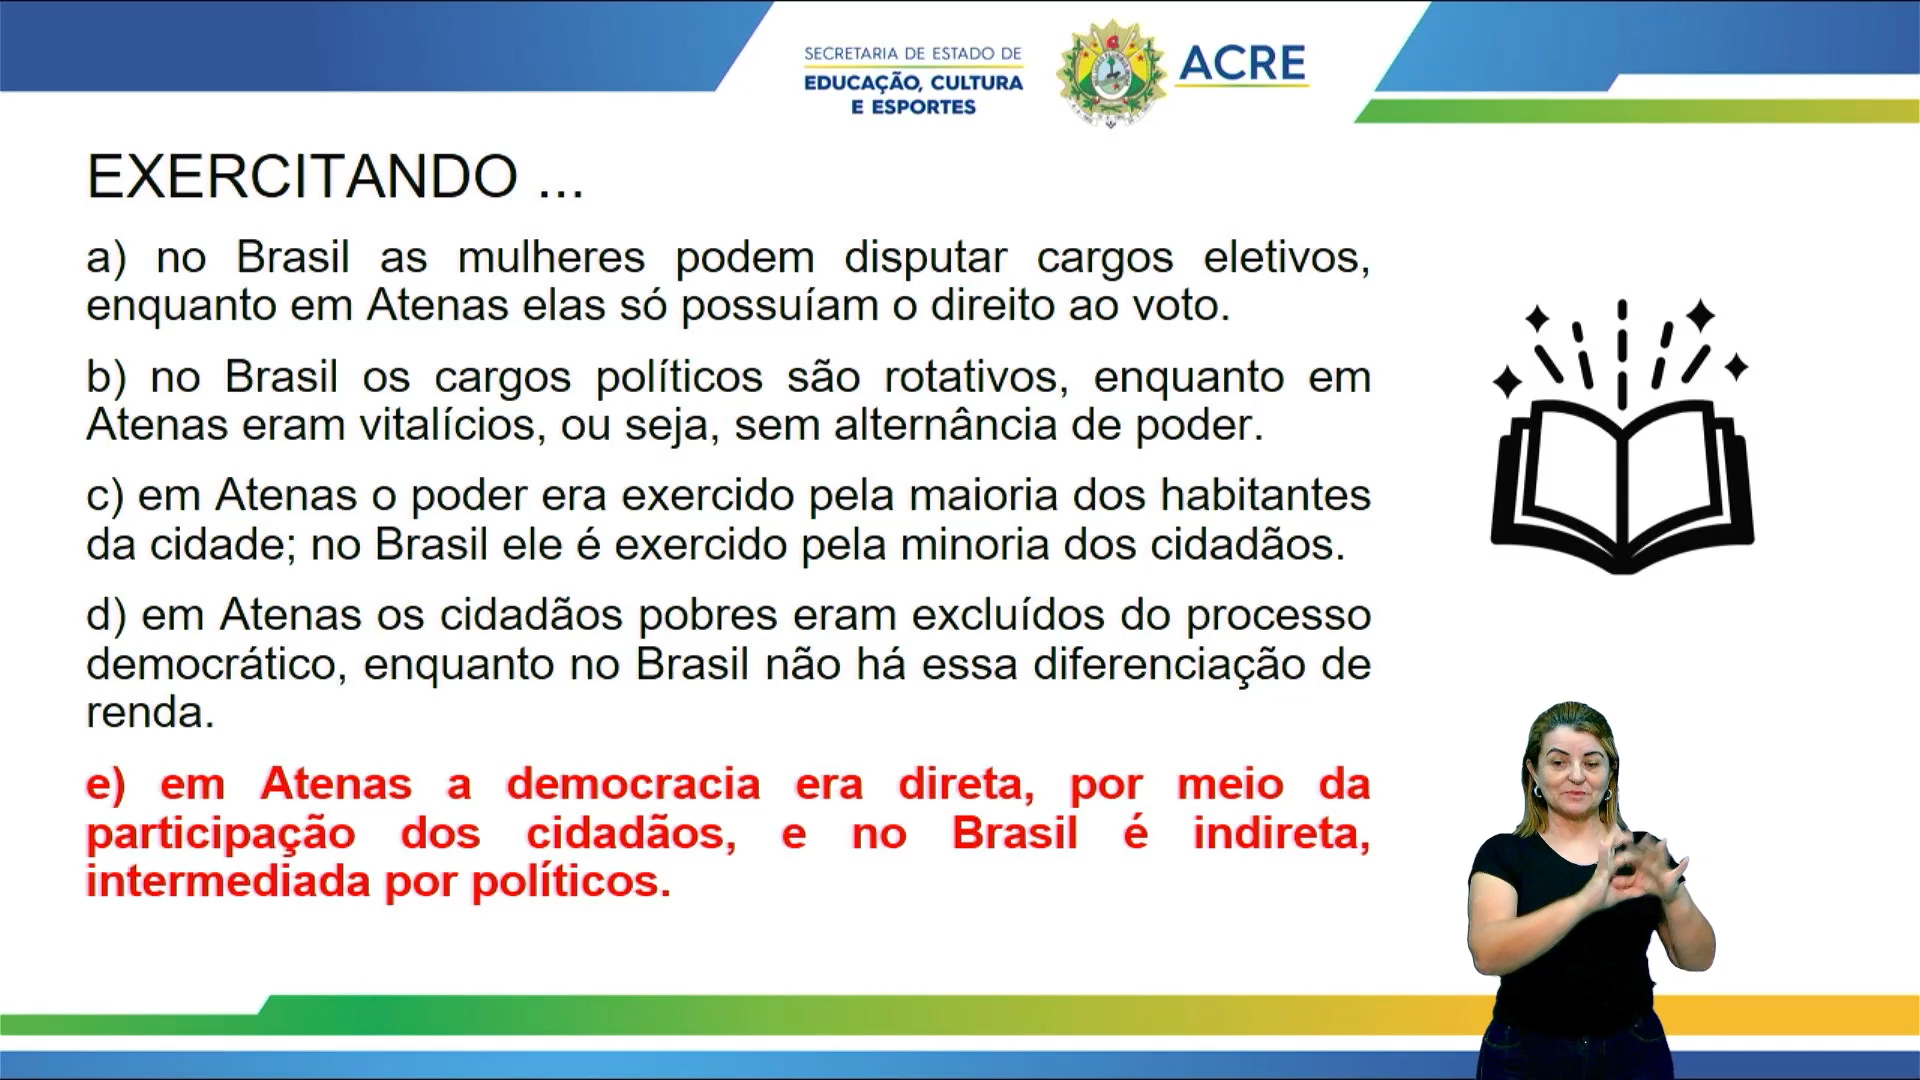 SECRETARIA DE ESTADO DE
EDUCAÇÃO, CULTURA
E ESPORTES
ACRE
EXERCITANDO ...
a) no Brasil as mulheres podem disputar cargos eletivos,
enquanto em Atenas elas só possuíam o direito ao voto.
b) no Brasil os cargos políticos são rotativos, enquanto em
Atenas eram vitalícios, ou seja, sem alternância de poder.
c) em Atenas o poder era exercido pela maioria dos habitantes
da cidade; no Brasil ele é exercido pela minoria dos cidadãos.
d) em Atenas os cidadãos pobres eram excluídos do processo
democrático, enquanto no Brasil não há essa diferenciação de
renda.
e) em Atenas a democracia era direta, por meio da
participação dos cidadãos, e no Brasil é indireta,
intermediada por políticos.